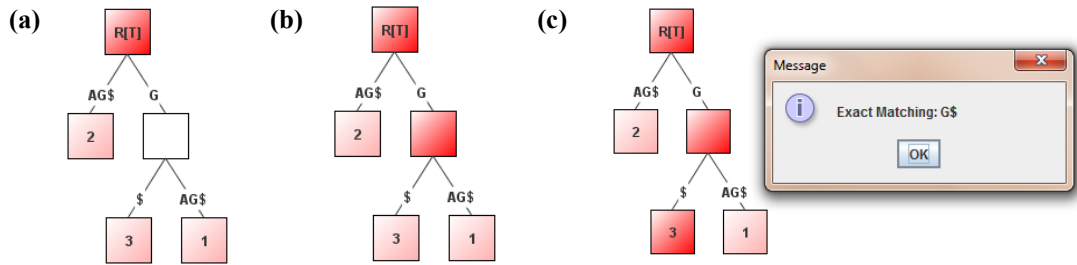 (a)
R[T]
AG$ G
2
$ AG$
3 1
(b)
R[T]
AG$ G
2
$ AG$
3 1
(c)
R[T]
AG$ G
2
$ AG$
3 1
Message
Exact Matching: G$
OK